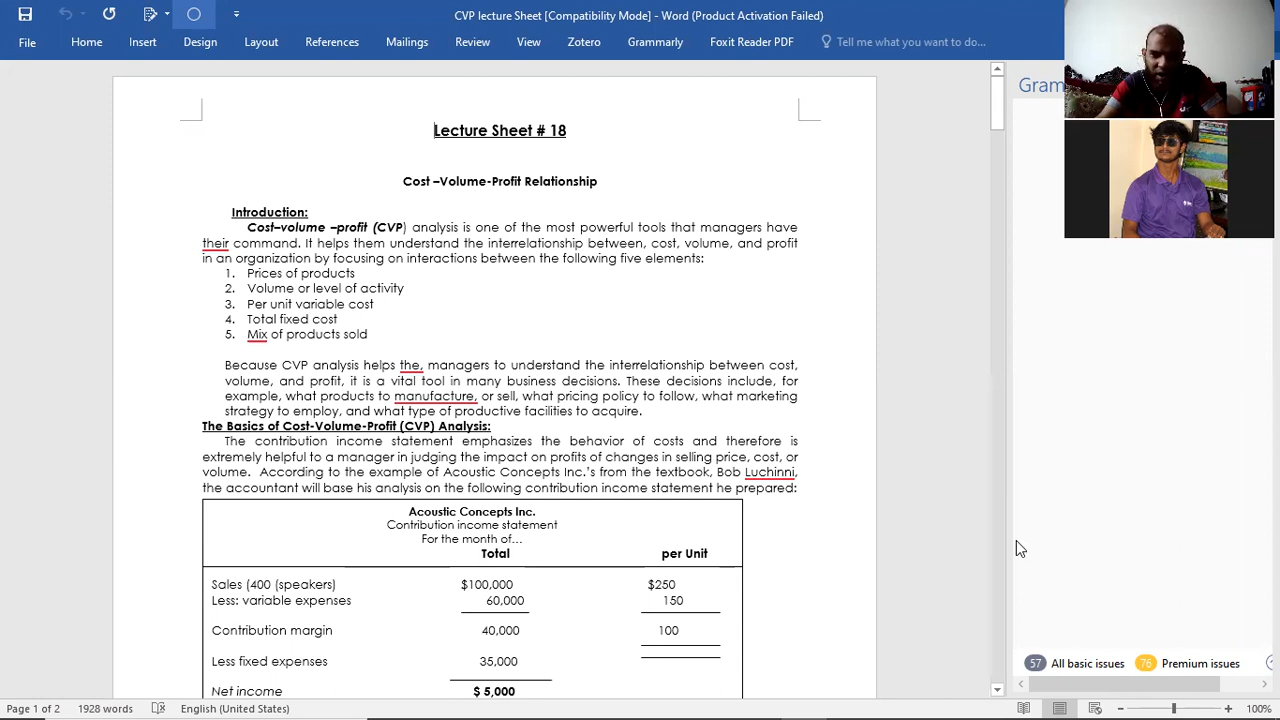 CVP lecture Sheet [Compatibility Mode] - Word (Product Activation Failed)
File Home Insert Design Layout References Mailings Review View Zotero Grammarly Foxit Reader PDF Tell me what you want to do...
Gram
Lecture Sheet # 18
Cost –Volume-Profit Relationship
Introduction:
Cost–volume –profit (CVP) analysis is one of the most powerful tools that managers have
their command. It helps them understand the interrelationship between, cost, volume, and profit
in an organization by focusing on interactions between the following five elements:
1. Prices of products
2. Volume or level of activity
3. Per unit variable cost
4. Total fixed cost
5. Mix of products sold
Because CVP analysis helps the, managers to understand the interrelationship between cost,
volume, and profit, it is a vital tool in many business decisions. These decisions include, for
example, what products to manufacture, or sell, what pricing policy to follow, what marketing
strategy to employ, and what type of productive facilities to acquire.
The Basics of Cost-Volume-Profit (CVP) Analysis:
The contribution income statement emphasizes the behavior of costs and therefore is
extremely helpful to a manager in judging the impact on profits of changes in selling price, cost, or
volume. According to the example of Acoustic Concepts Inc.'s from the textbook, Bob Luchinni,
the accountant will base his analysis on the following contribution income statement he prepared:
Acoustic Concepts Inc.
Contribution income statement
For the month of…
Total per Unit
Sales (400 (speakers) $100,000 $250
Less: variable expenses 60,000 150
Contribution margin 40,000 100
Less fixed expenses 35,000
Net income $ 5,000
57 All basic issues 76 Premium issues
Page 1 of 2 1928 words English (United States) 100%